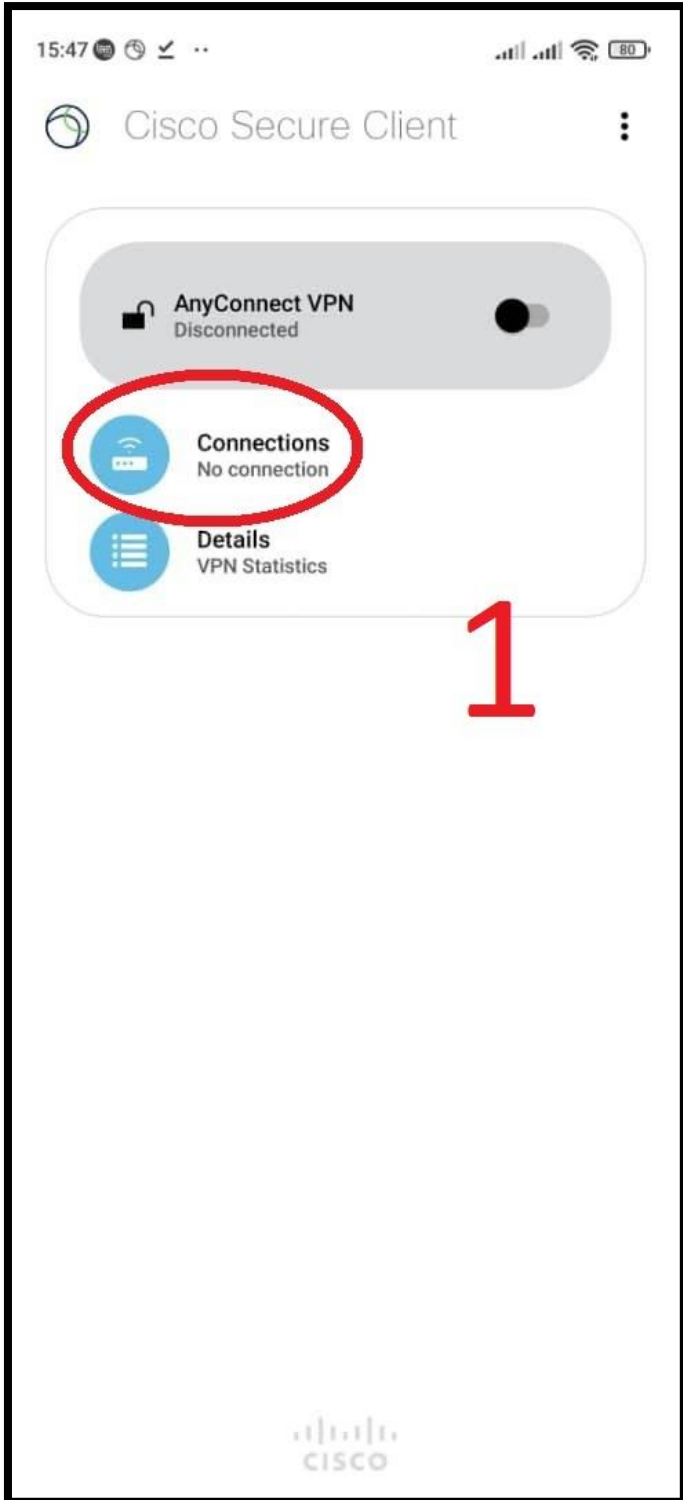 15:47
80
Cisco Secure Client
AnyConnect VPN
Disconnected
Connections
No connection
Details
VPN Statistics
1
CISCO